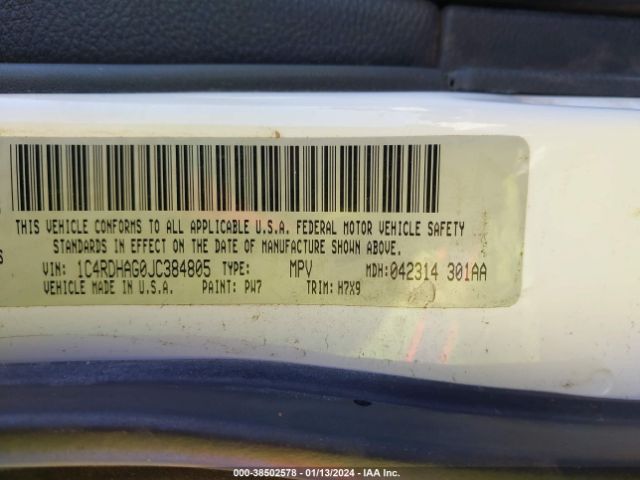 THIS VEHICLE CONFORMS TO ALL APPLICABLE U.S.A. FEDERAL MOTOR VEHICLE SAFETY
STANDARDS IN EFFECT ON THE DATE OF MANUFACTURE SHOWN ABOVE.
VIN: 1C4RDHAG0JC384805 TYPE: MPV MDH:042314 301AA
VEHICLE MADE IN U.S.A. PAINT: PW7 TRIM: H7X9
000-38502578 - 01/13/2024 - IAA Inc.